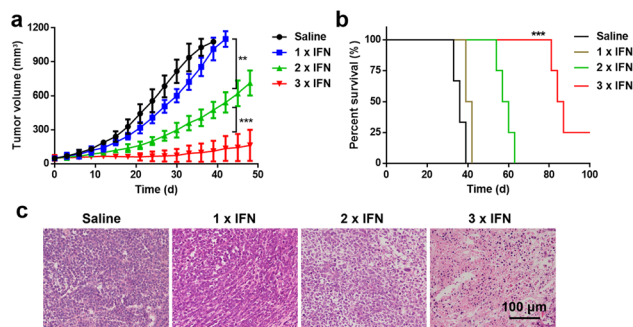 a
Tumor volume (mm³)
1200
900
600
300
0
0 10 20 30 40 50
Time (d)
Saline
1 x IFN
2 x IFN
3 x IFN
**
***
b
Percent survival (%)
100
75
50
25
0
0 20 40 60 80 100
Time (d)
***
Saline
1 x IFN
2 x IFN
3 x IFN
c
Saline 1 x IFN 2 x IFN 3 x IFN
100 µm